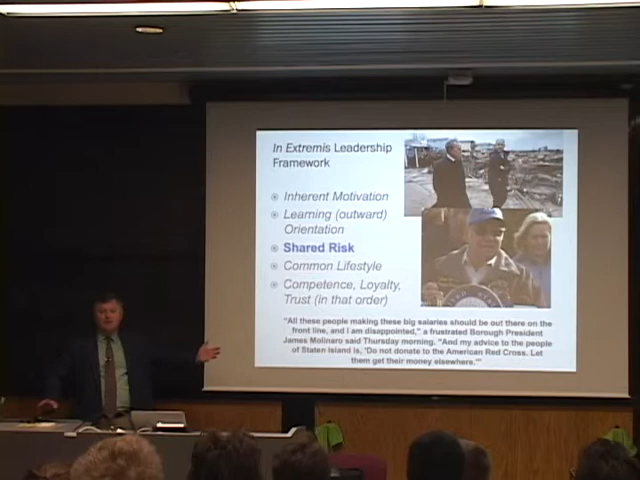 In Extremis Leadership
Framework
Inherent Motivation
Learning (outward)
Orientation
Shared Risk
Common Lifestyle
Competence, Loyalty,
Trust (in that order)
"All these people making these big salaries should be out there on the
front line, and I am disappointed," a frustrated Borough President
James Molinaro said Thursday morning. "And my advice to the people
of Staten Island is, 'Do not donate to the American Red Cross. Let
them get their money elsewhere.'"